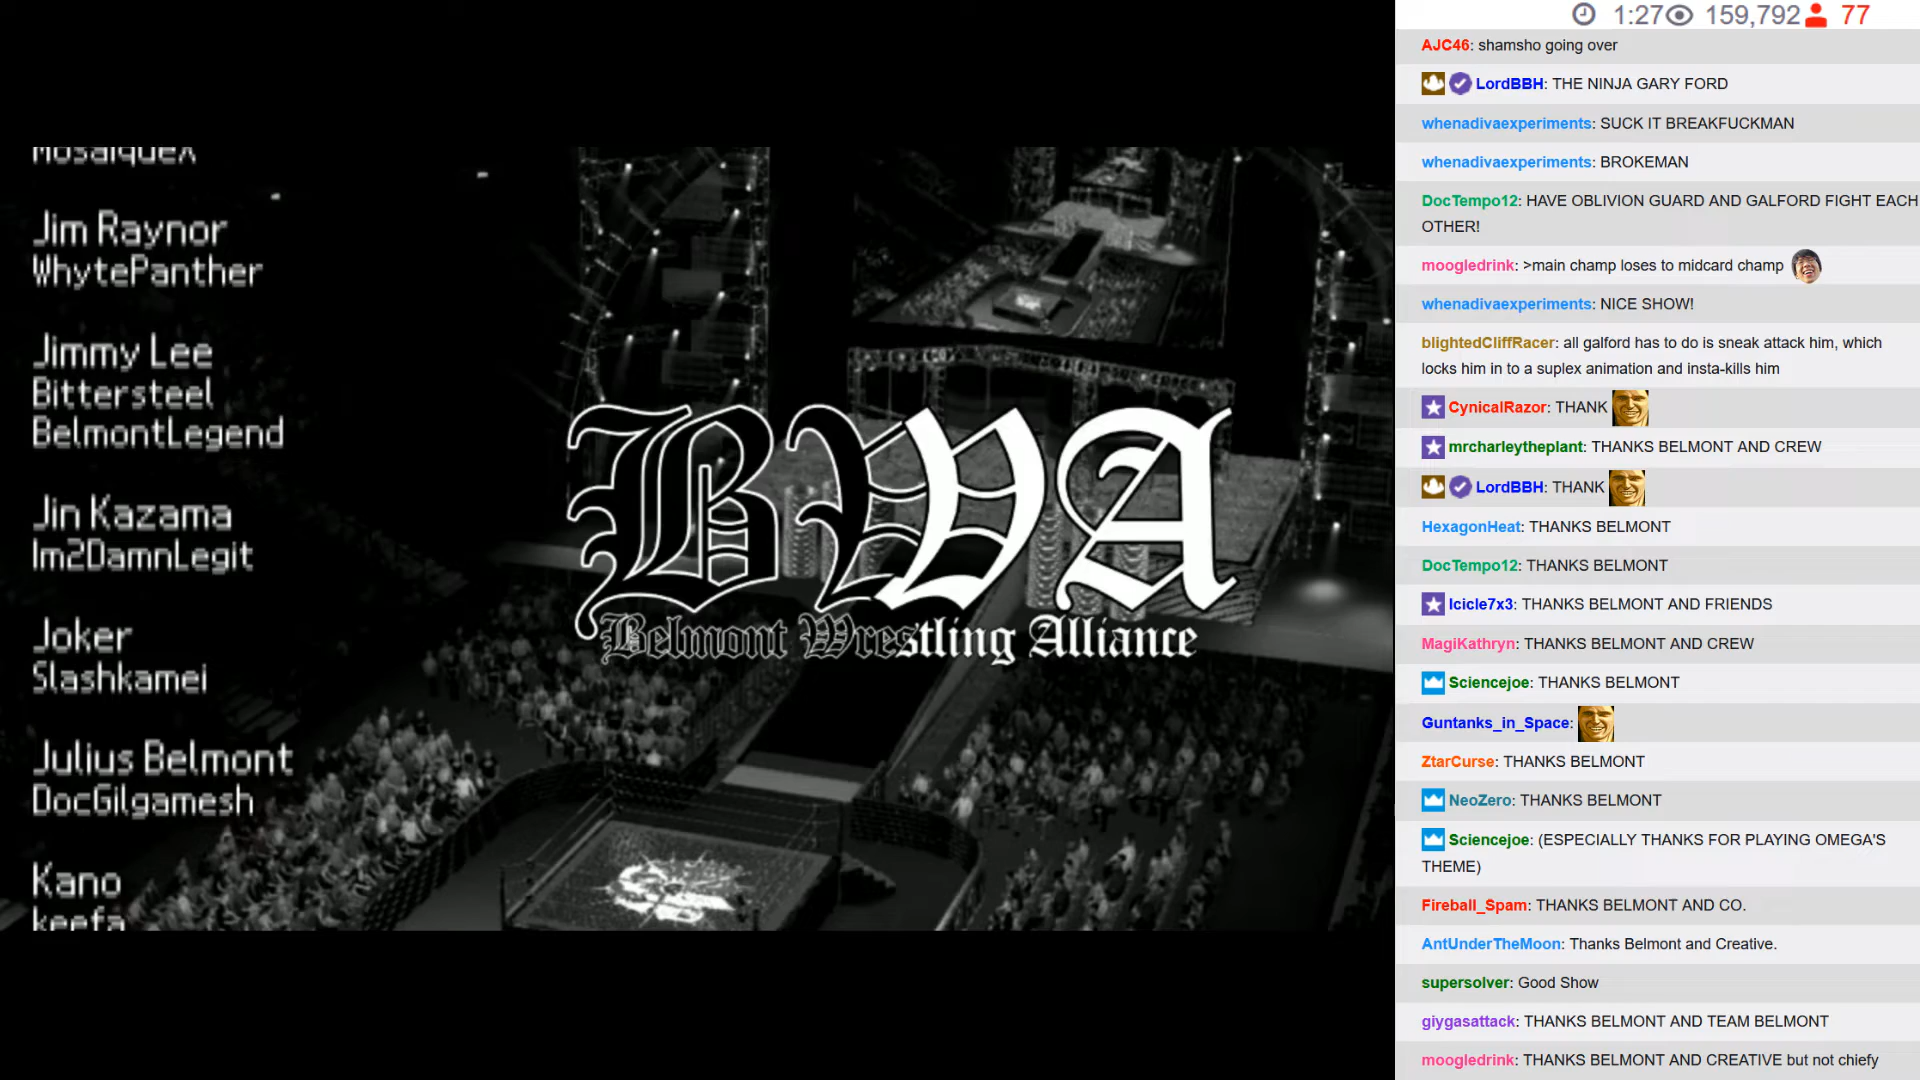 MosaiqueX
Jim Raynor
WhytePanther
Jimmy Lee
Bittersteel
BelmontLegend
Jin Kazama
Im2DamnLegit
Joker
Slashkamei
Julius Belmont
DocGilgamesh
Kano
keefa
BWA
Belmont Wrestling Alliance
1:27 159,792 77
AJC46: shamsho going over
LordBBH: THE NINJA GARY FORD
whenadivaexperiments: SUCK IT BREAKFUCKMAN
whenadivaexperiments: BROKEMAN
DocTempo12: HAVE OBLIVION GUARD AND GALFORD FIGHT EACH
OTHER!
moogledrink: >main champ loses to midcard champ
whenadivaexperiments: NICE SHOW!
blightedCliffRacer: all galford has to do is sneak attack him, which
locks him in to a suplex animation and insta-kills him
CynicalRazor: THANK
mrcharleytheplant: THANKS BELMONT AND CREW
LordBBH: THANK
HexagonHeat: THANKS BELMONT
DocTempo12: THANKS BELMONT
Icicle7x3: THANKS BELMONT AND FRIENDS
MagiKathryn: THANKS BELMONT AND CREW
Sciencejoe: THANKS BELMONT
Guntanks_in_Space:
ZtarCurse: THANKS BELMONT
NeoZero: THANKS BELMONT
Sciencejoe: (ESPECIALLY THANKS FOR PLAYING OMEGA'S
THEME)
Fireball_Spam: THANKS BELMONT AND CO.
AntUnderTheMoon: Thanks Belmont and Creative.
supersolver: Good Show
giygasattack: THANKS BELMONT AND TEAM BELMONT
moogledrink: THANKS BELMONT AND CREATIVE but not chiefy